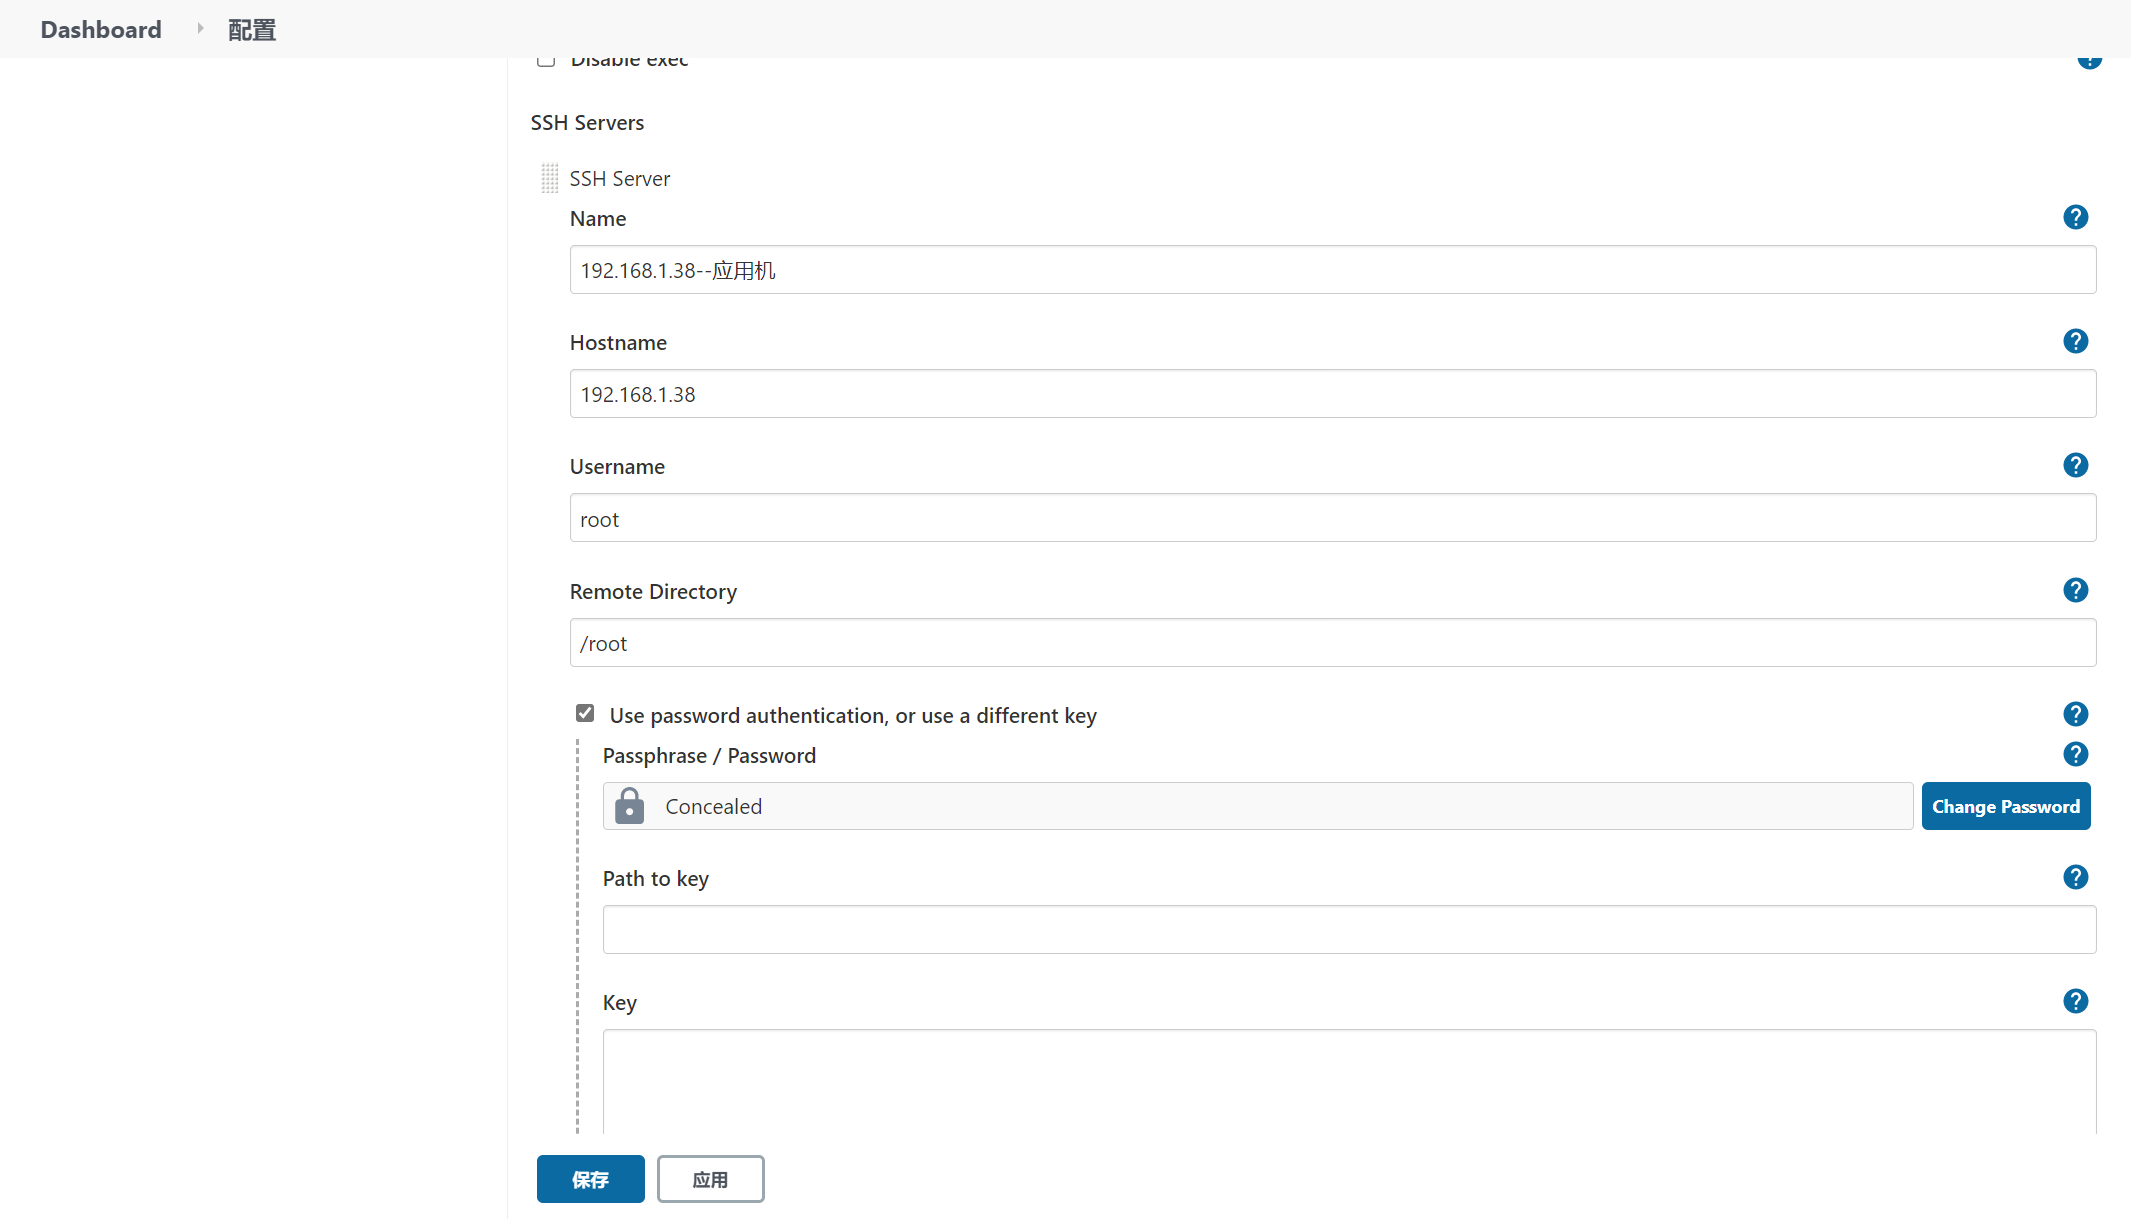 Dashboard 配置
Disable exec
SSH Servers
SSH Server
Name
192.168.1.38--应用机
Hostname
192.168.1.38
Username
root
Remote Directory
/root
Use password authentication, or use a different key
Passphrase / Password
Concealed Change Password
Path to key
Key
保存 应用